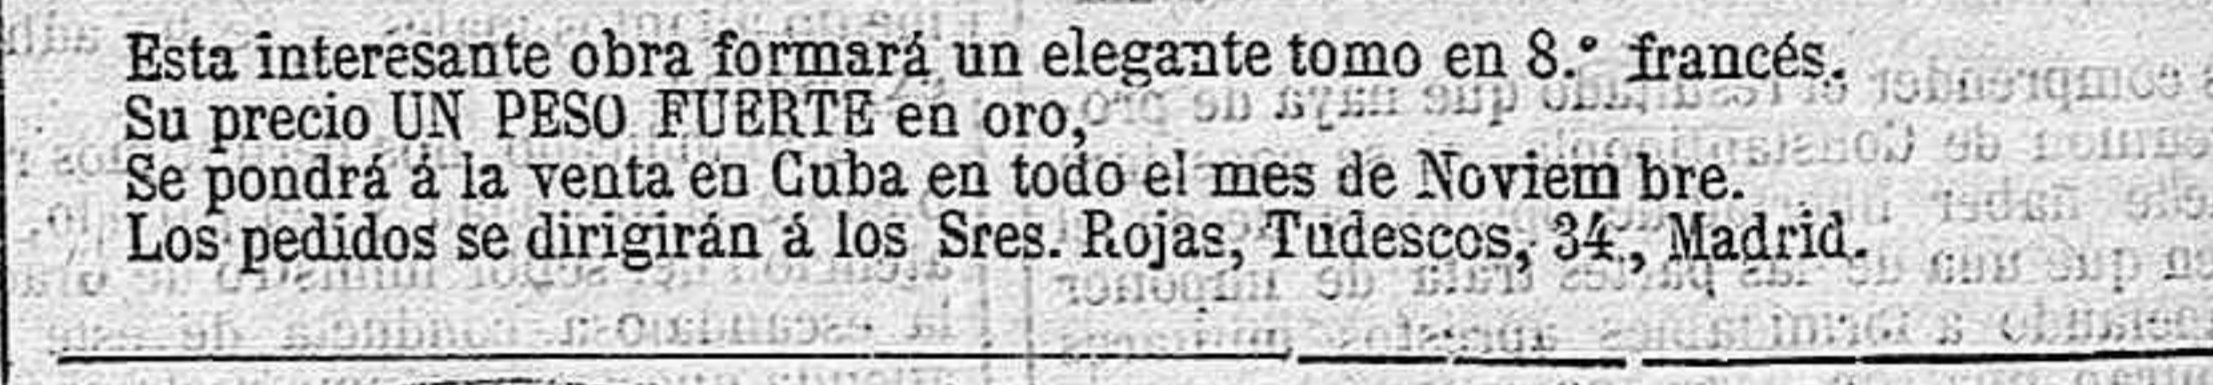 Esta interesante obra formará un elegante tomo en 8.° francés.
Su precio UN PESO FUERTE en oro,
Se pondrá á la venta en Cuba en todo el mes de Noviem bre.
Los pedidos se dirigirán á los Sres. Rojas, Tudescos, 34., Madrid.